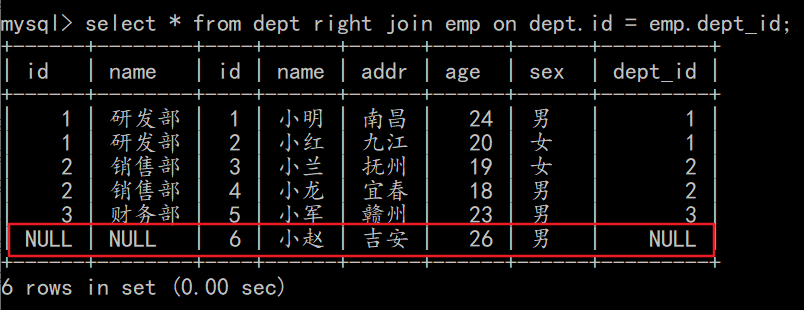 mysql> select * from dept right join emp on dept.id = emp.dept_id;
+------+--------+----+------+------+------+------+---------+
| id | name | id | name | addr | age | sex | dept_id |
+------+--------+----+------+------+------+------+---------+
| 1 | 研发部 | 1 | 小明 | 南昌 | 24 | 男 | 1 |
| 1 | 研发部 | 2 | 小红 | 九江 | 20 | 女 | 1 |
| 2 | 销售部 | 3 | 小兰 | 抚州 | 19 | 女 | 2 |
| 2 | 销售部 | 4 | 小龙 | 宜春 | 18 | 男 | 2 |
| 3 | 财务部 | 5 | 小军 | 赣州 | 23 | 男 | 3 |
| NULL | NULL | 6 | 小赵 | 吉安 | 26 | 男 | NULL |
+------+--------+----+------+------+------+------+---------+
6 rows in set (0.00 sec)